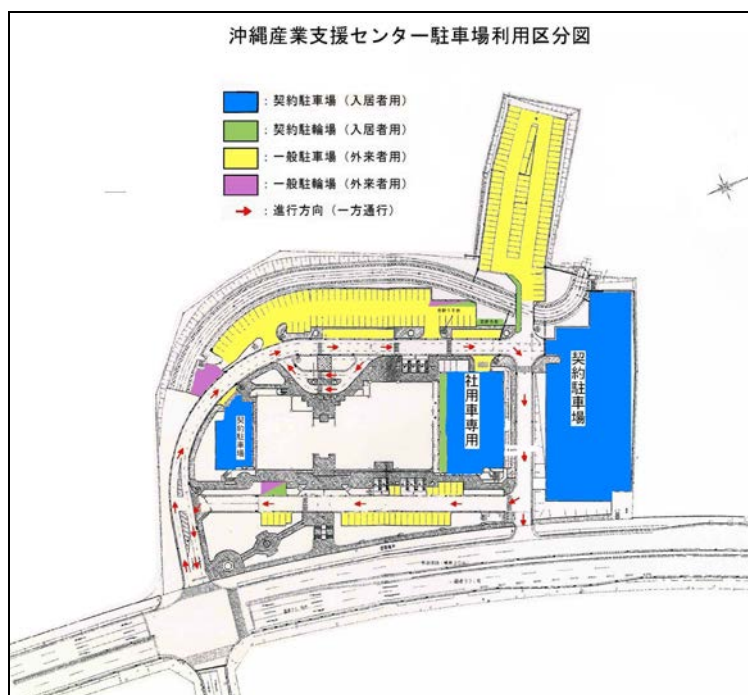 沖縄産業支援センター駐車場利用区分図
：契約駐車場（入居者用）
：契約駐輪場（入居者用）
：一般駐車場（外来者用）
：一般駐輪場（外来者用）
：進行方向（一方通行）
契約駐車場
社用車専用
契約駐車場